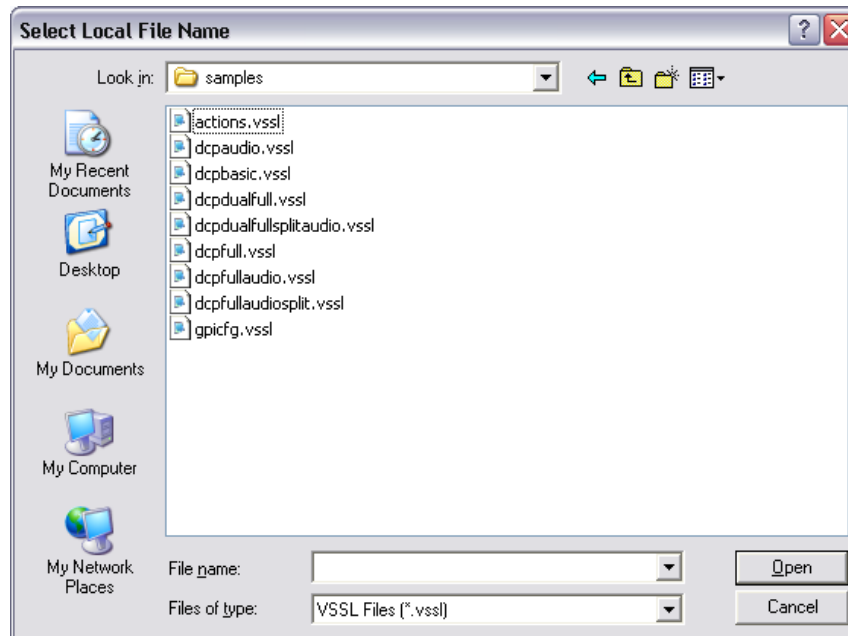 Select Local File Name
Look in: samples
My Recent
Documents
Desktop
My Documents
My Computer
My Network
Places
actions.vssl
dcpaudio.vssl
dcpbasic.vssl
dcpdualfull.vssl
dcpdualfullsplitaudio.vssl
dcpfull.vssl
dcpfullaudio.vssl
dcpfullaudiosplit.vssl
gpicfg.vssl
File name:
Open
Files of type: VSSL Files (*.vssl)
Cancel